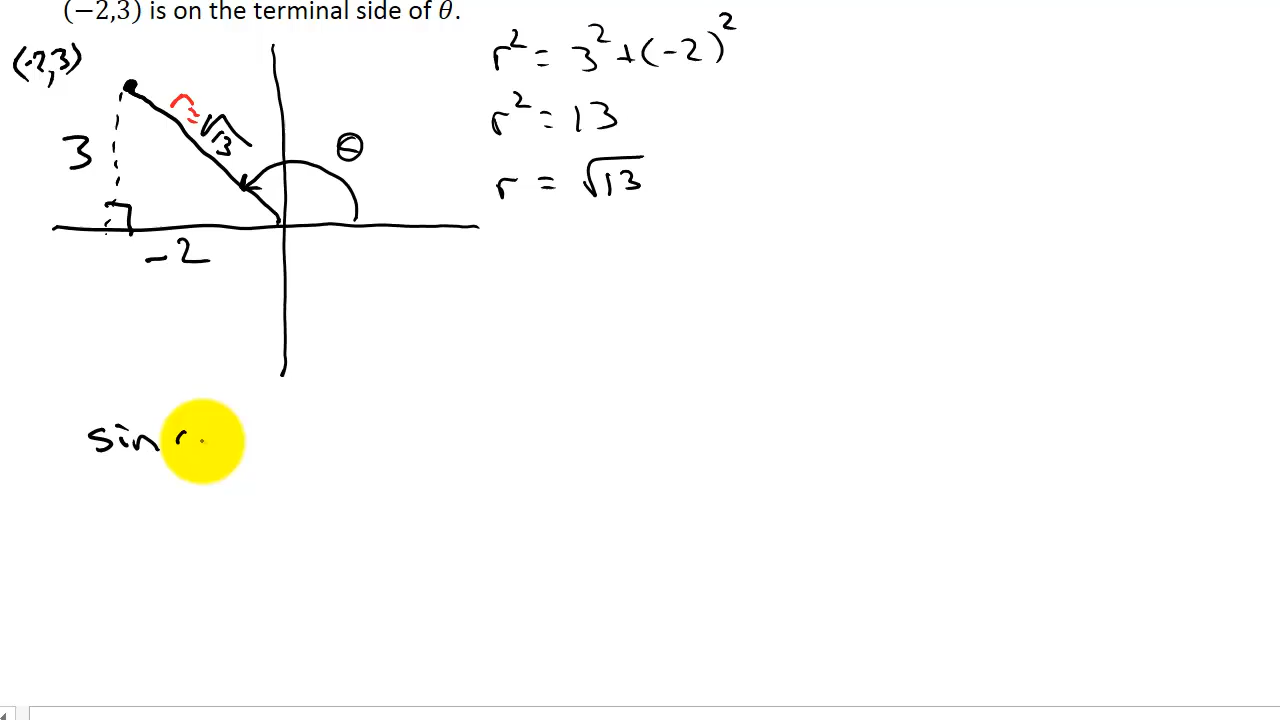 (−2,3) is on the terminal side of θ.
(-2,3)
r² = 3² + (-2)²
r² = 13
r = √13
r = √13
θ
3
-2
sin